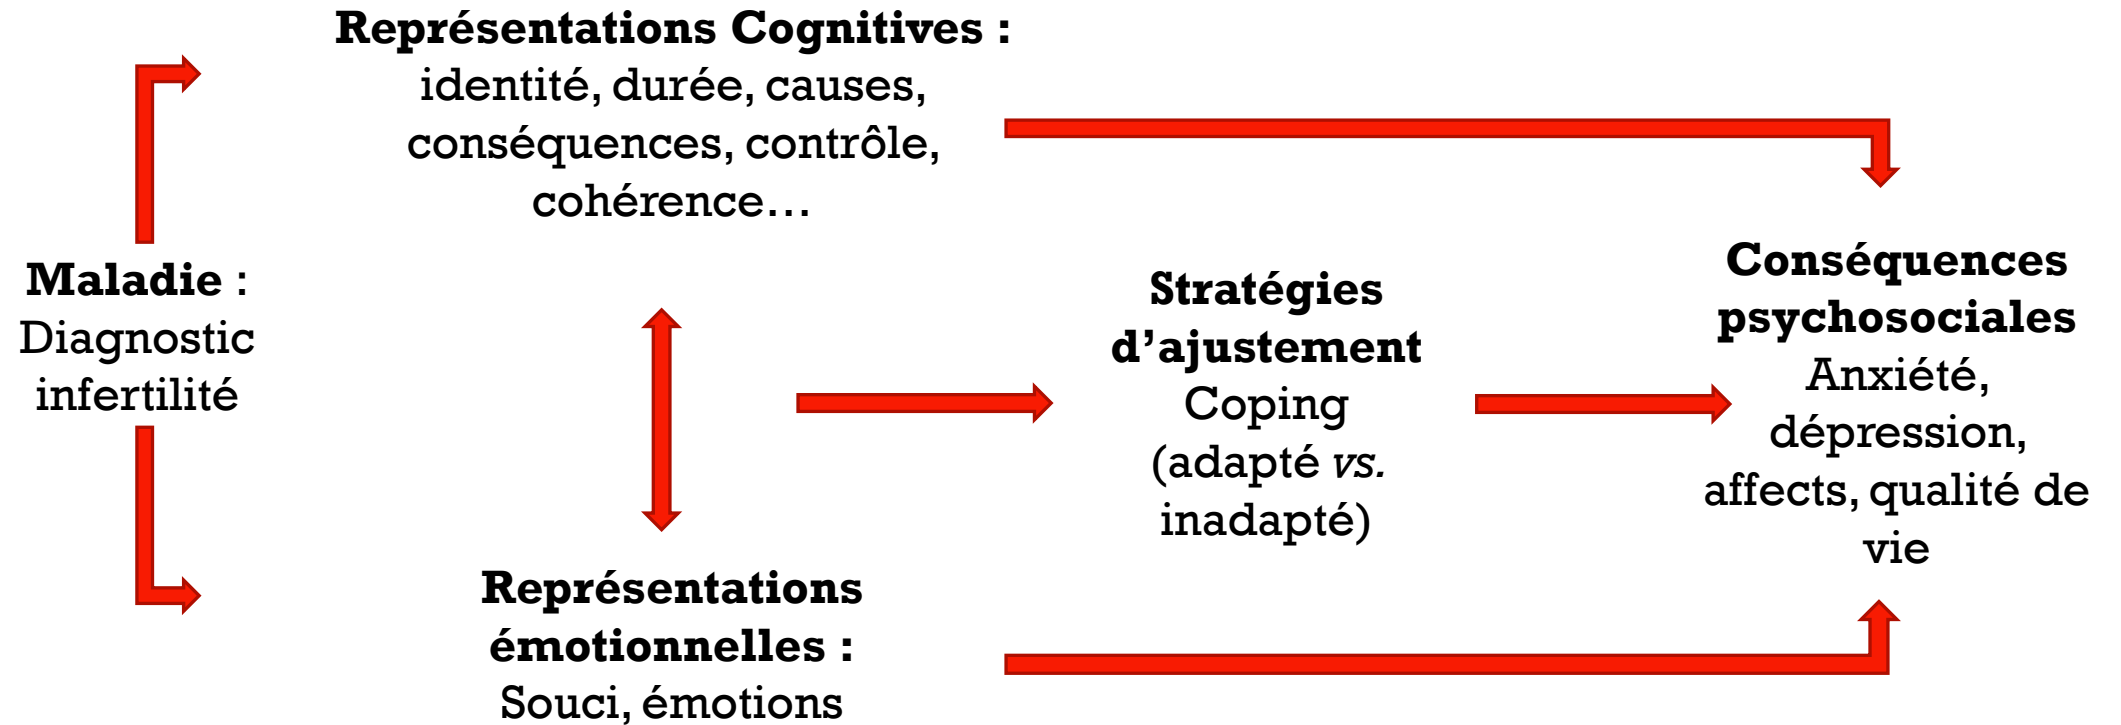 Représentations Cognitives :
identité, durée, causes,
conséquences, contrôle,
cohérence…
Maladie :
Diagnostic
infertilité
Stratégies
d’ajustement
Coping
(adapté vs.
inadapté)
Conséquences
psychosociales
Anxiété,
dépression,
affects, qualité de
vie
Représentations
émotionnelles :
Souci, émotions